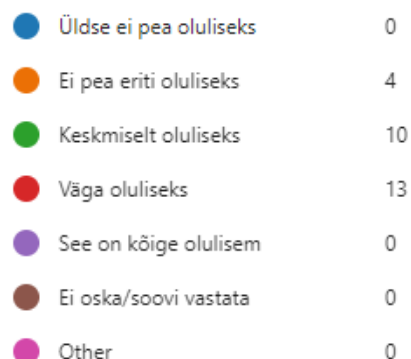 Üldse ei pea oluliseks 0
Ei pea eriti oluliseks 4
Keskmiselt oluliseks 10
Väga oluliseks 13
See on kõige olulisem 0
Ei oska/soovi vastata 0
Other 0